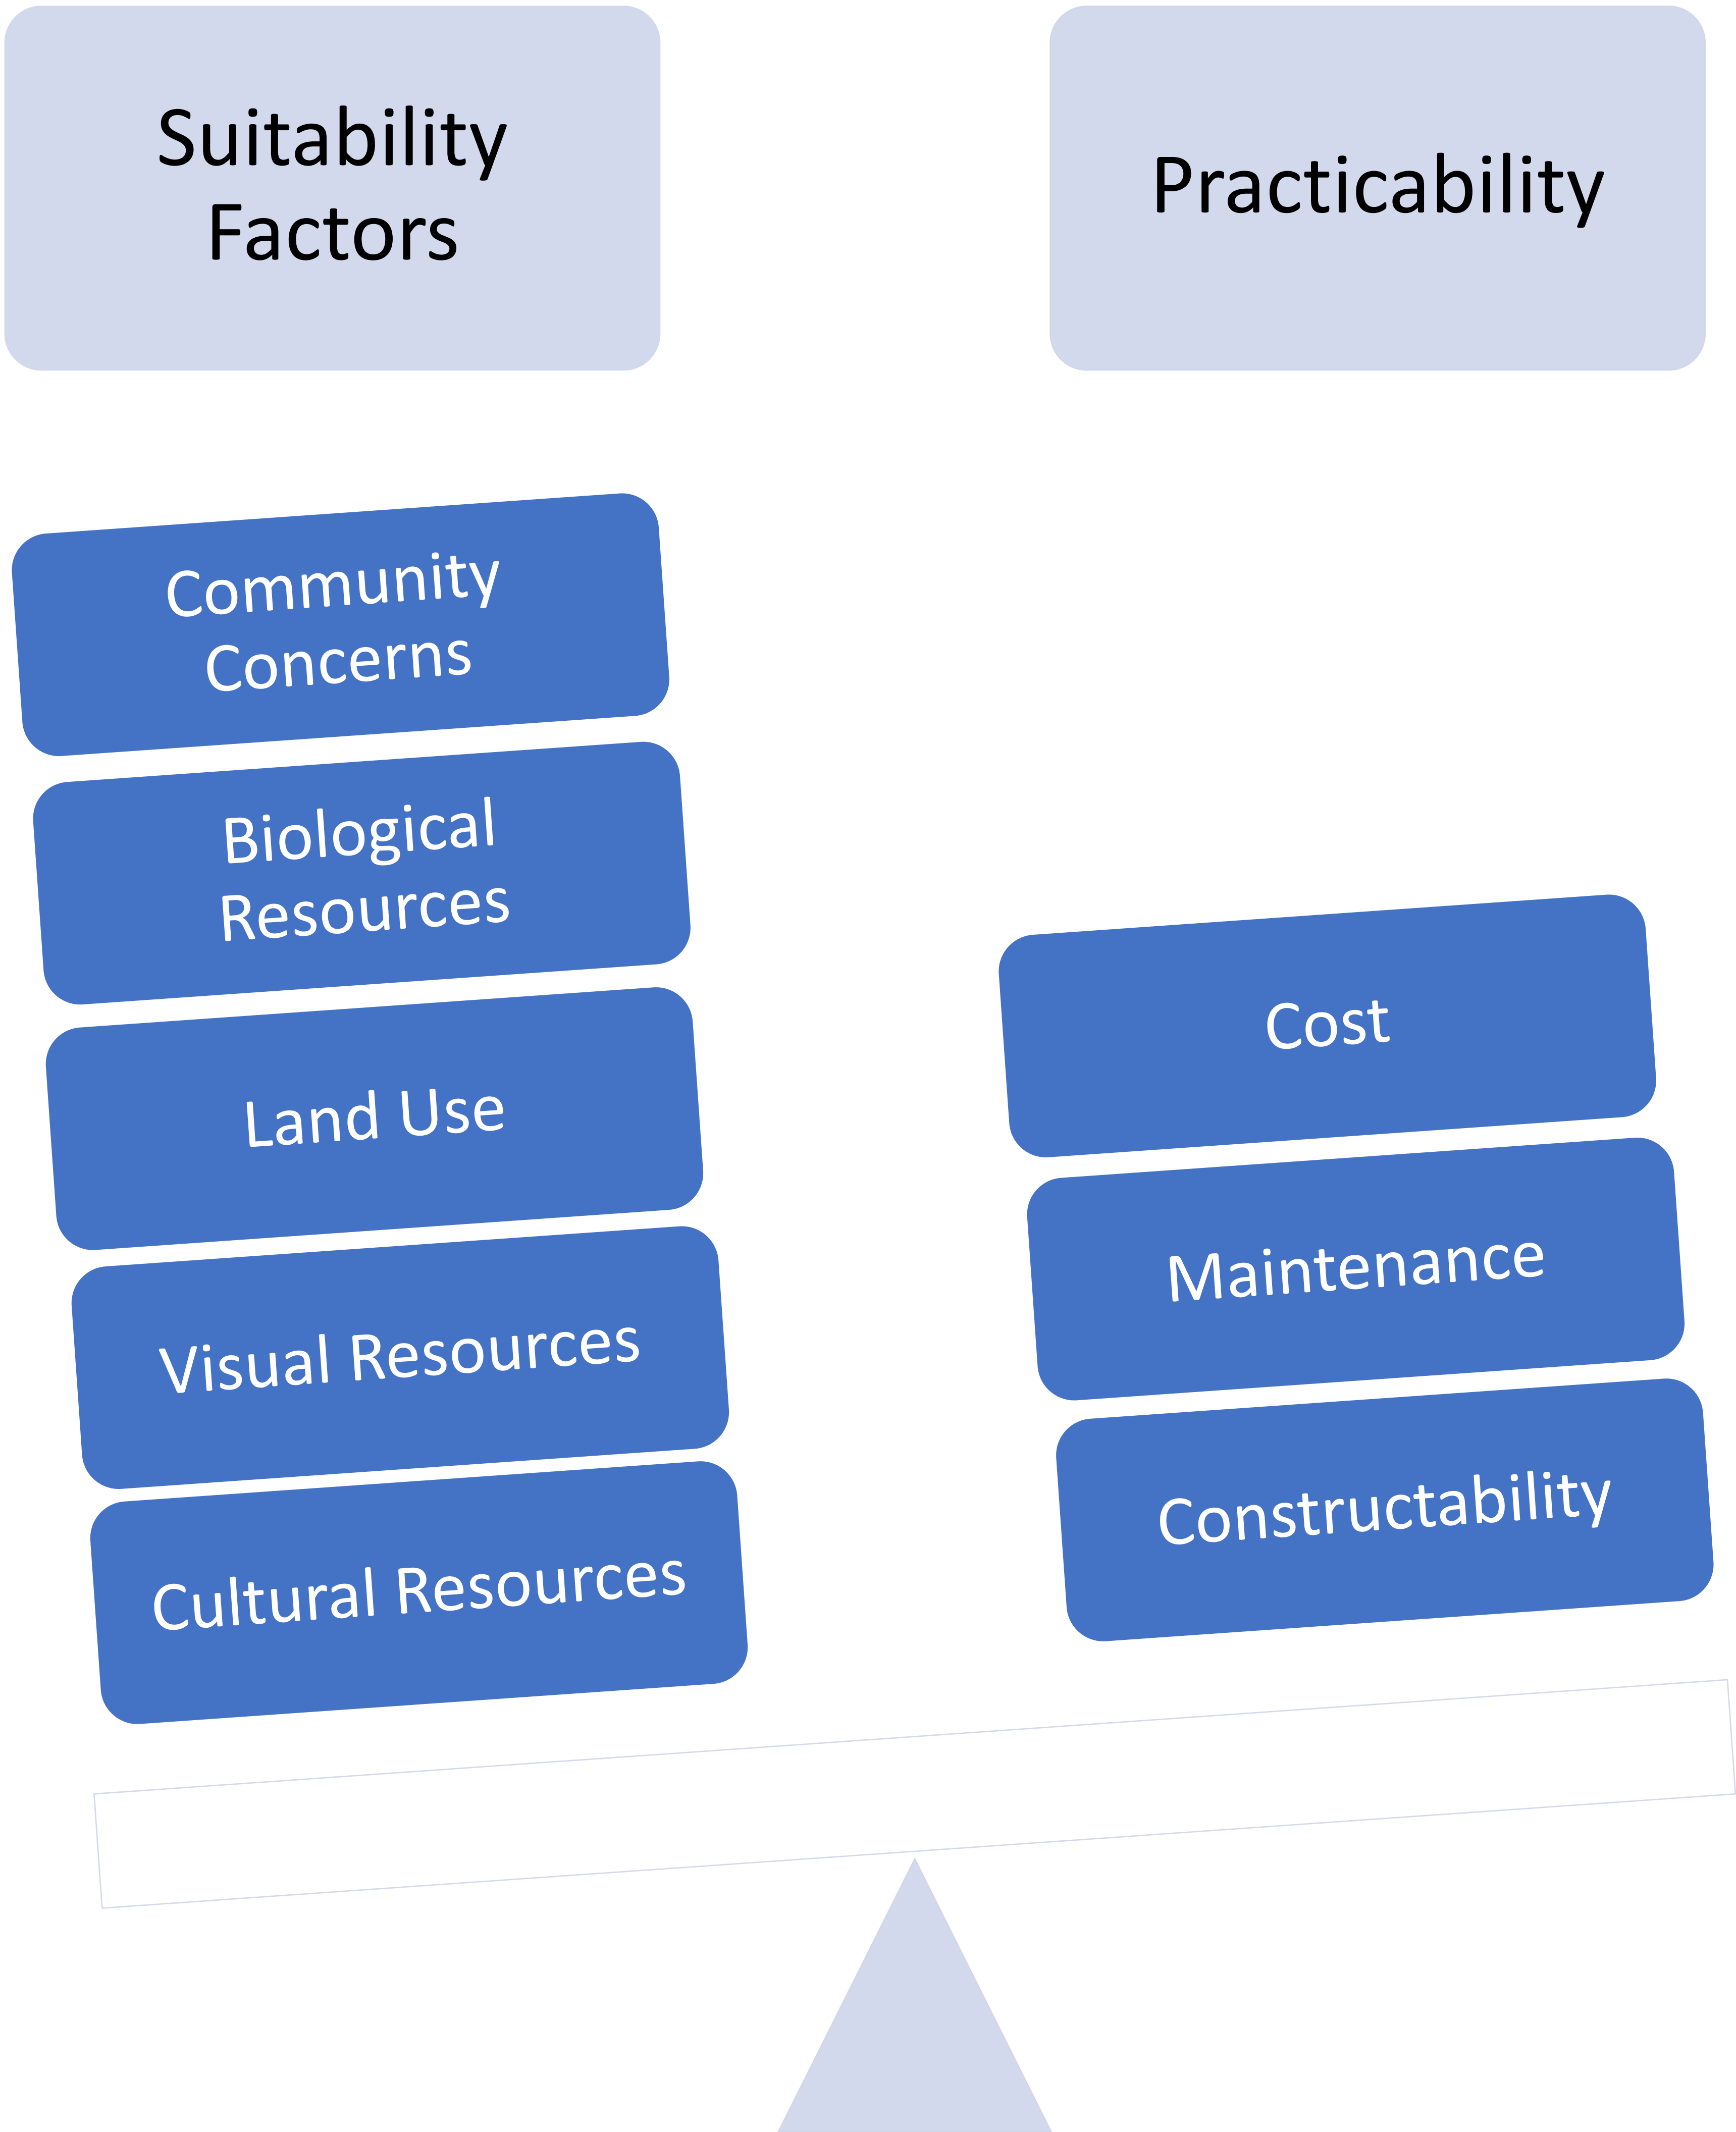 Suitability
Factors
Practicability
Community
Concerns
Biological
Resources
Land Use
Visual Resources
Cultural Resources
Cost
Maintenance
Constructability